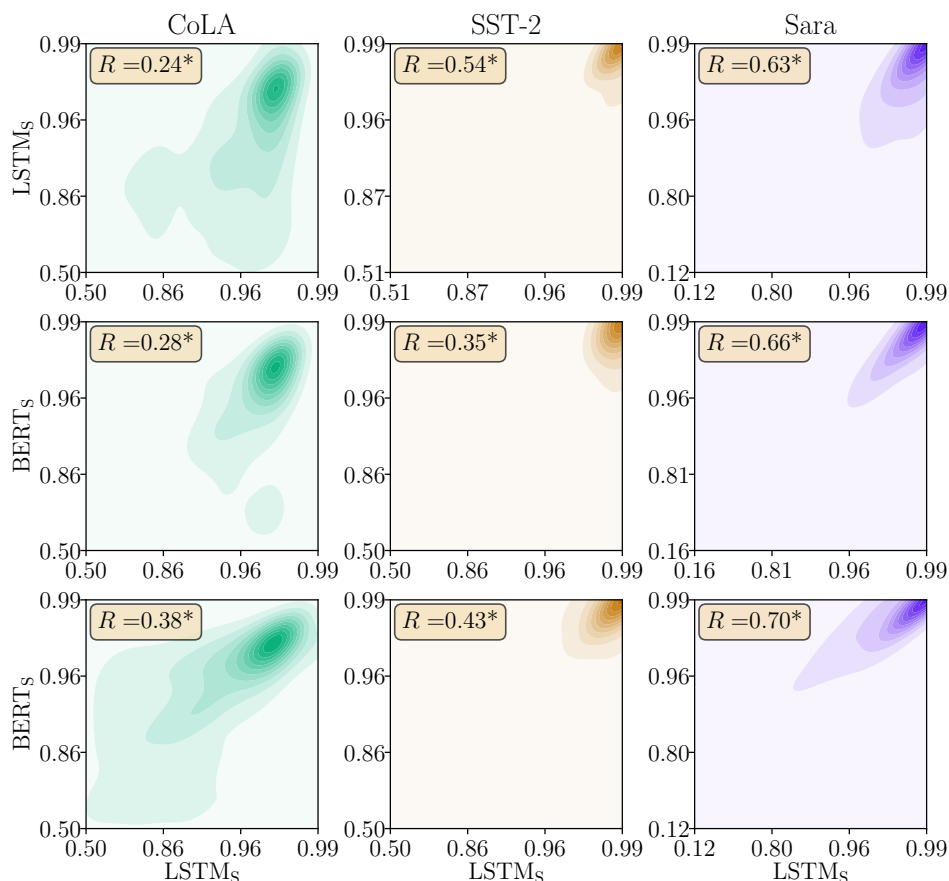 CoLA SST-2 Sara
0.99 R =0.24* 0.99 R =0.54* 0.99 R =0.63*
0.96 0.96 0.96
LSTM_S
0.86 0.87 0.80
0.50 0.51 0.12
0.50 0.86 0.96 0.99 0.51 0.87 0.96 0.99 0.12 0.80 0.96 0.99
0.99 R =0.28* 0.99 R =0.35* 0.99 R =0.66*
0.96 0.96 0.96
BERT_S
0.86 0.86 0.81
0.50 0.50 0.16
0.50 0.86 0.96 0.99 0.50 0.86 0.96 0.99 0.16 0.81 0.96 0.99
0.99 R =0.38* 0.99 R =0.43* 0.99 R =0.70*
0.96 0.96 0.96
BERT_S
0.86 0.86 0.80
0.50 0.50 0.12
0.50 0.86 0.96 0.99 0.50 0.86 0.96 0.99 0.12 0.80 0.96 0.99
LSTM_S LSTM_S LSTM_S